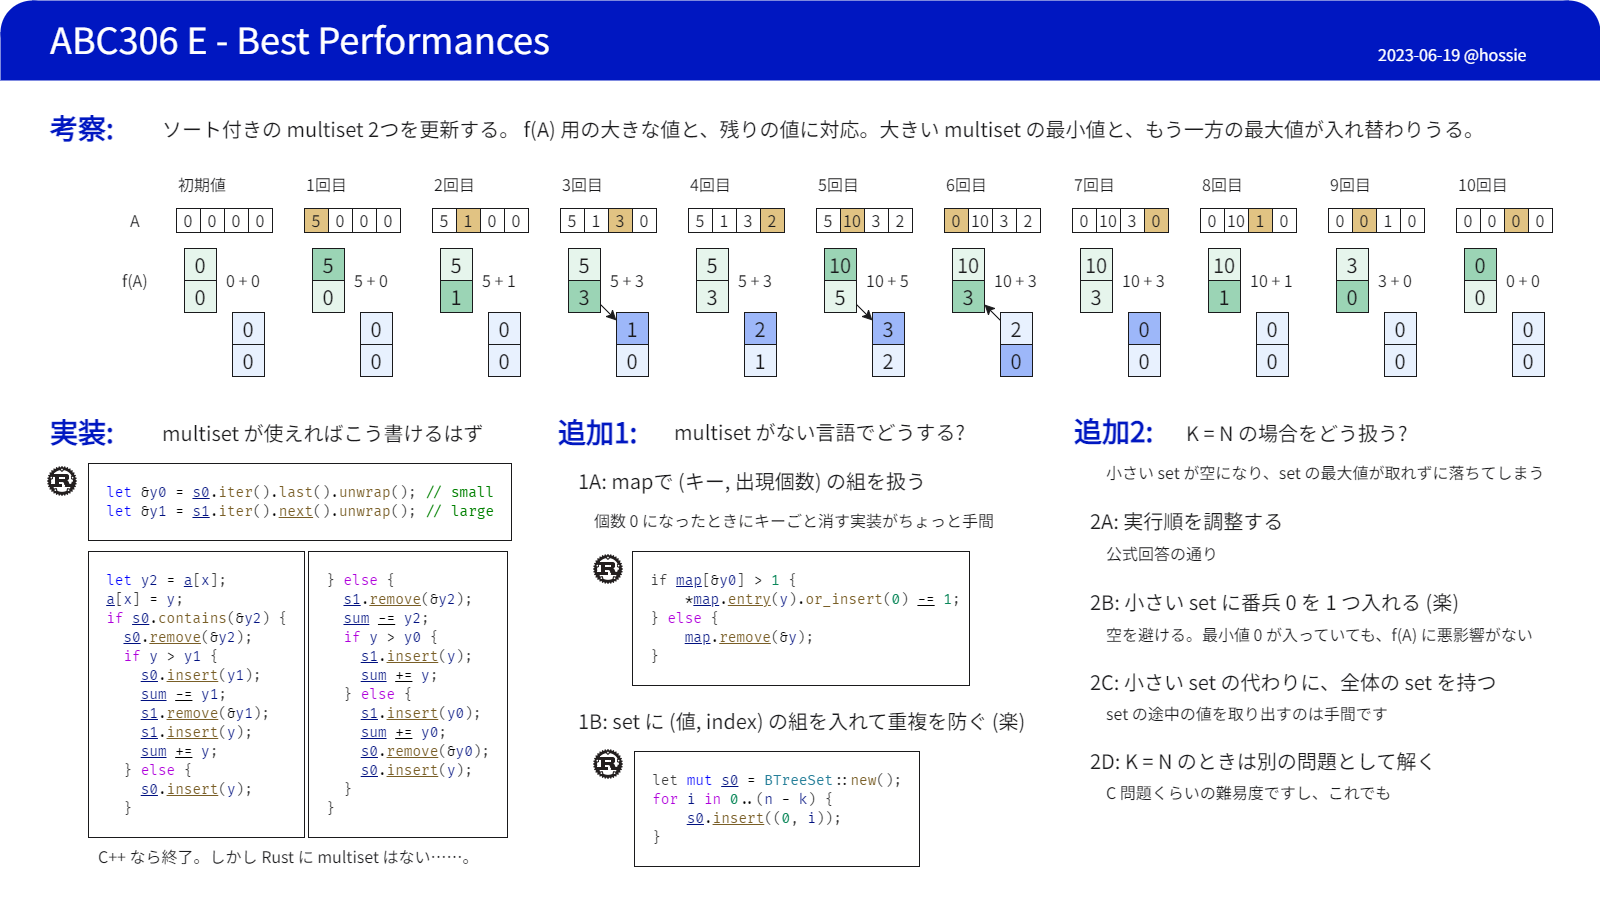 ABC306 E - Best Performances
2023-06-19 @hossie
考察:
ソート付きの multiset 2つを更新する。 f(A) 用の大きな値と、残りの値に対応。大きい multiset の最小値と、もう一方の最大値が入れ替わりうる。
初期値 1回目 2回目 3回目 4回目 5回目 6回目 7回目 8回目 9回目 10回目
A 0 0 0 0 5 0 0 0 5 1 0 0 5 1 3 0 5 1 3 2 5 10 3 2 0 10 3 2 0 10 3 0 0 10 1 0 0 0 1 0 0 0 0 0
0 5 5 5 5 10 10 10 10 3 0
f(A) 0 + 0 5 + 0 5 + 1 5 + 3 5 + 3 10 + 5 10 + 3 10 + 3 10 + 1 3 + 0 0 + 0
0 0 1 3 3 5 3 3 1 0 0
0 0 0 1 2 3 2 0 0 0 0
0 0 0 0 1 2 0 0 0 0 0
実装:
multiset が使えればこう書けるはず
R
let &y0 = s0.iter().last().unwrap(); // small
let &y1 = s1.iter().next().unwrap(); // large
let y2 = a[x];
a[x] = y;
if s0.contains(&y2) {
s0.remove(&y2);
if y > y1 {
s0.insert(y1);
sum -= y1;
s1.remove(&y1);
s1.insert(y);
sum += y;
} else {
s0.insert(y);
}
} else {
s1.remove(&y2);
sum -= y2;
if y > y0 {
s1.insert(y);
sum += y;
} else {
s1.insert(y0);
sum += y0;
s0.remove(&y0);
s0.insert(y);
}
}
C++ なら終了。しかし Rust に multiset はない……。
追加1:
multiset がない言語でどうする?
1A: mapで (キー, 出現個数) の組を扱う
個数 0 になったときにキーごと消す実装がちょっと手間
R
if map[&y0] > 1 {
*map.entry(y).or_insert(0) -= 1;
} else {
map.remove(&y);
}
1B: set に (値, index) の組を入れて重複を防ぐ (楽)
R
let mut s0 = BTreeSet::new();
for i in 0..(n - k) {
s0.insert((0, i));
}
追加2:
K = N の場合をどう扱う?
小さい set が空になり、set の最大値が取れずに落ちてしまう
2A: 実行順を調整する
公式回答の通り
2B: 小さい set に番兵 0 を 1 つ入れる (楽)
空を避ける。最小値 0 が入っていても、f(A) に悪影響がない
2C: 小さい set の代わりに、全体の set を持つ
set の途中の値を取り出すのは手間です
2D: K = N のときは別の問題として解く
C 問題くらいの難易度ですし、これでも